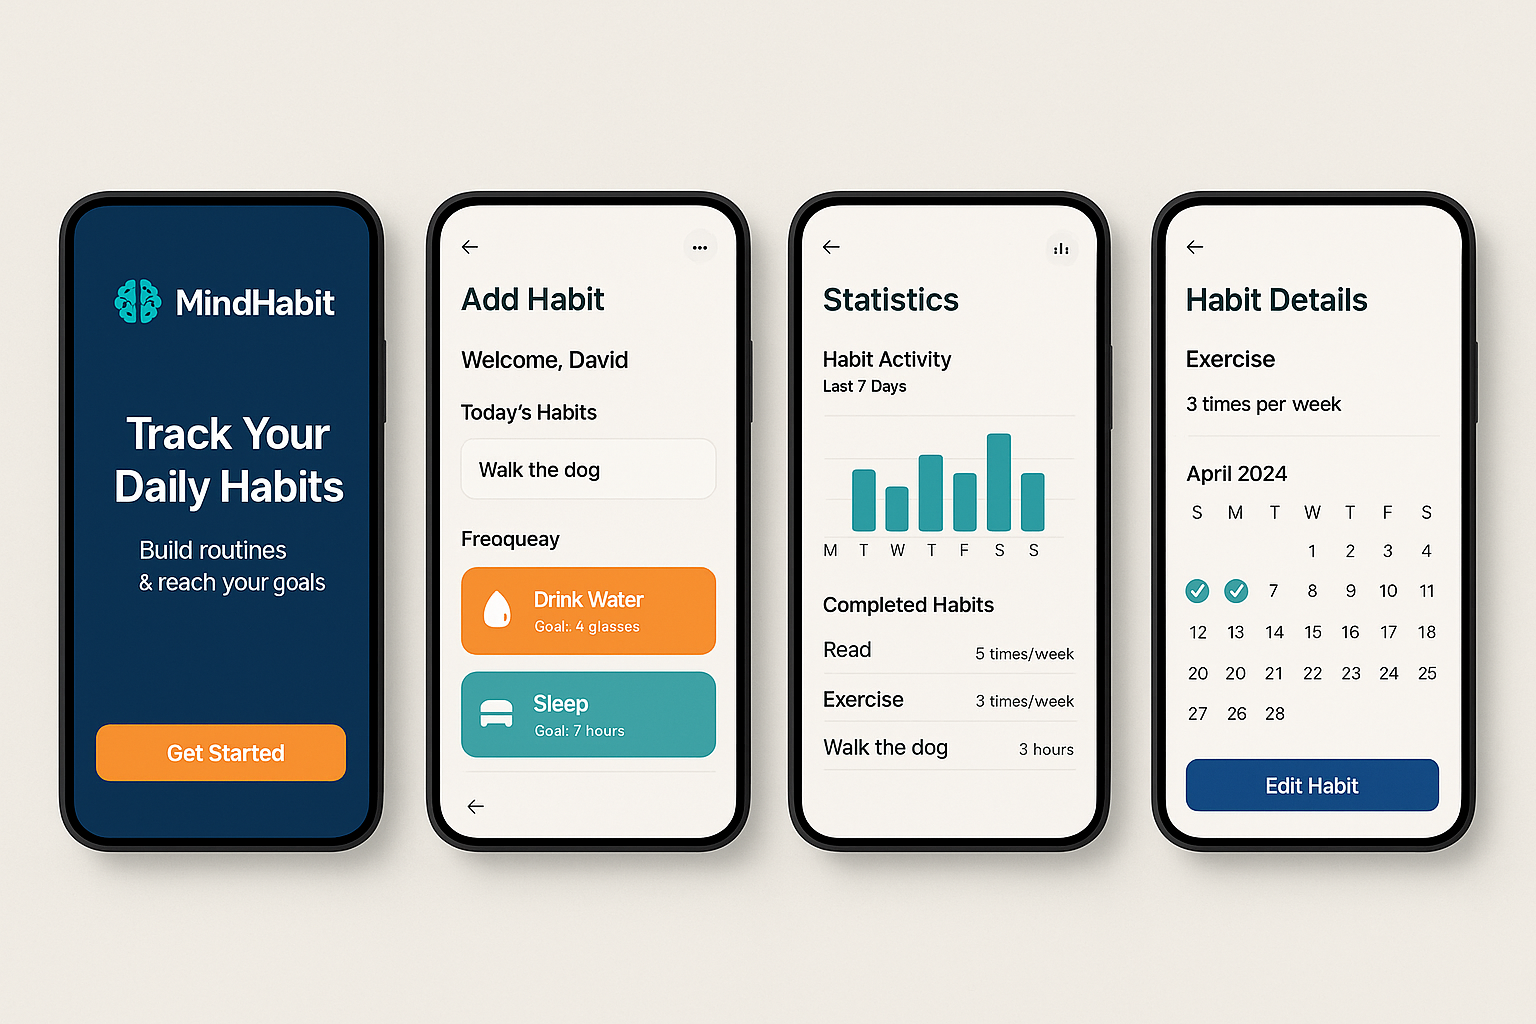 MindHabit
Track Your
Daily Habits
Build routines
& reach your goals
Get Started
Add Habit
Welcome, David
Today's Habits
Walk the dog
Freoqueay
Drink Water
Goal:. 4 glasses
Sleep
Goal: 7 hours
Statistics
Habit Activity
Last 7 Days
M T W T F S S
Completed Habits
Read 5 times/week
Exercise 3 times/week
Walk the dog 3 hours
Habit Details
Exercise
3 times per week
April 2024
S M T W T F S
1 2 3 4
7 8 9 10 11
12 13 14 15 16 17 18
20 20 21 22 23 24 25
27 26 28
Edit Habit